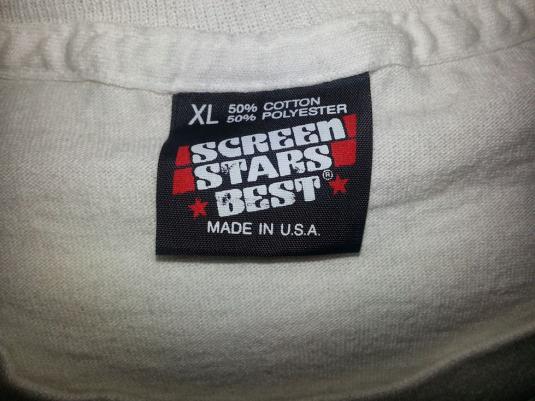 XL 50% COTTON
50% POLYESTER
SCREEN
STARS
BEST®
MADE IN U.S.A.